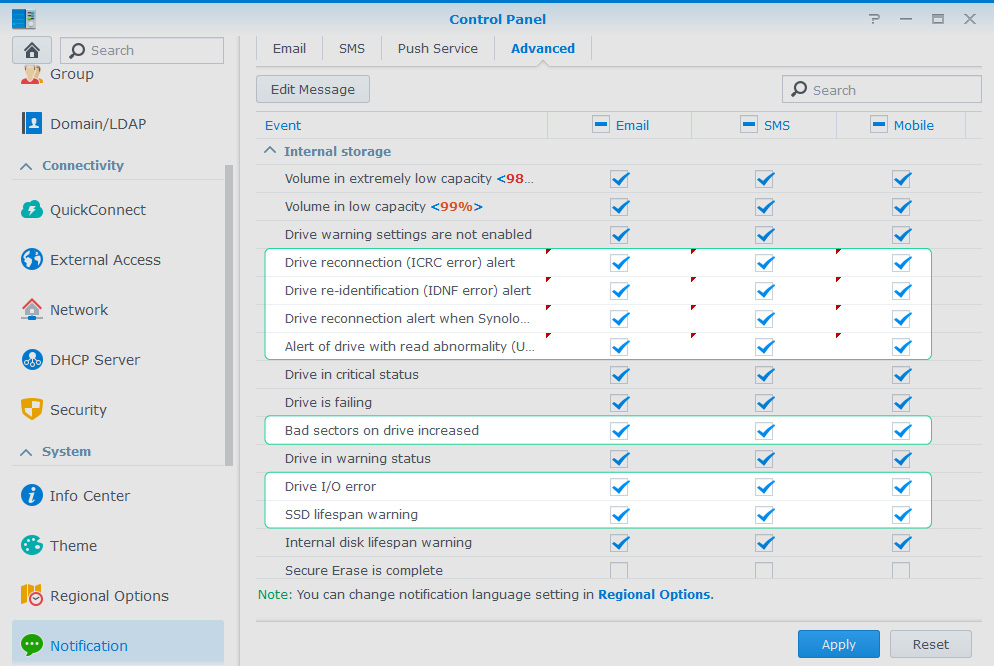 Control Panel
?
Search
Group
Domain/LDAP
Connectivity
QuickConnect
External Access
Network
DHCP Server
Security
System
Info Center
Theme
Regional Options
Notification
Email
SMS
Push Service
Advanced
Edit Message
Search
Event
Email
SMS
Mobile
Internal storage
Volume in extremely low capacity <98...
Volume in low capacity <99%>
Drive warning settings are not enabled
Drive reconnection (ICRC error) alert
Drive re-identification (IDNF error) alert
Drive reconnection alert when Synolo...
Alert of drive with read abnormality (U...
Drive in critical status
Drive is failing
Bad sectors on drive increased
Drive in warning status
Drive I/O error
SSD lifespan warning
Internal disk lifespan warning
Secure Erase is complete
Note: You can change notification language setting in Regional Options.
Apply
Reset